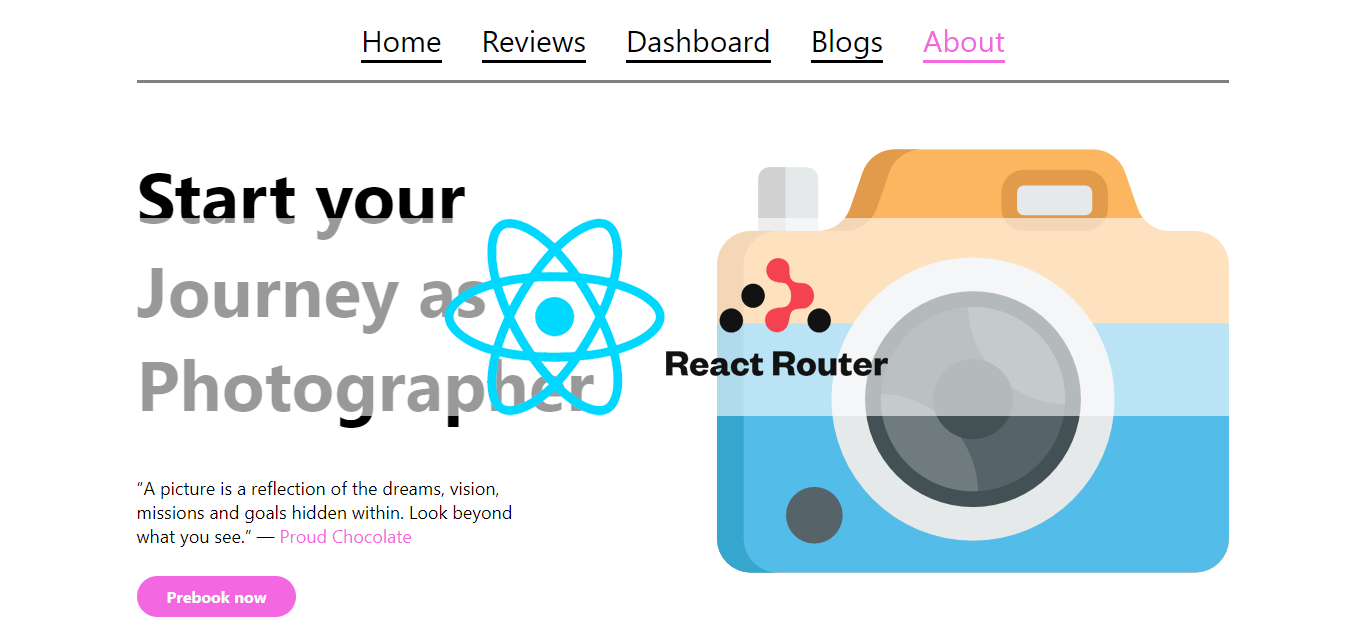 Home Reviews Dashboard Blogs About
Start your
Journey as
Photographer
React Router
“A picture is a reflection of the dreams, vision,
missions and goals hidden within. Look beyond
what you see.” — Proud Chocolate
Prebook now